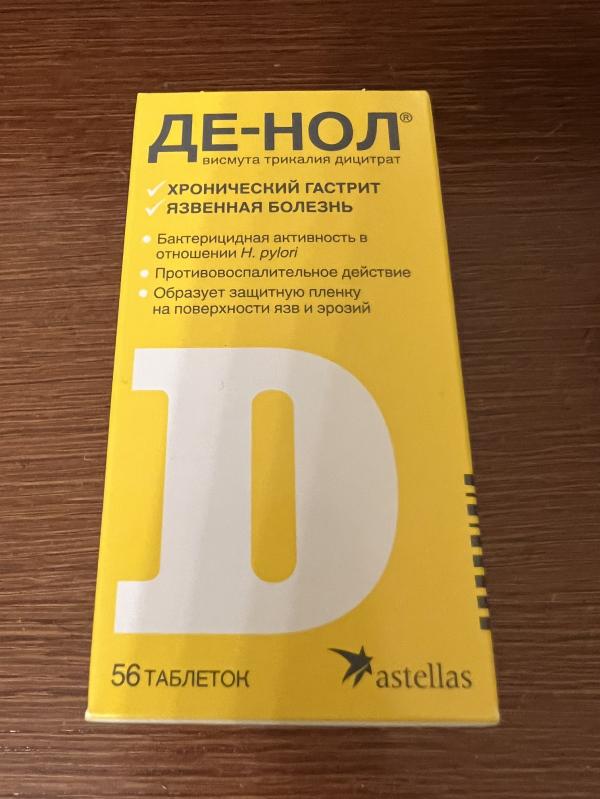 ДЕ-НОЛ®
висмута трикалия дицитрат
ХРОНИЧЕСКИЙ ГАСТРИТ
ЯЗВЕННАЯ БОЛЕЗНЬ
Бактерицидная активность в
отношении H. pylori
Противовоспалительное действие
Образует защитную пленку
на поверхности язв и эрозий
D
56 ТАБЛЕТОК
astellas